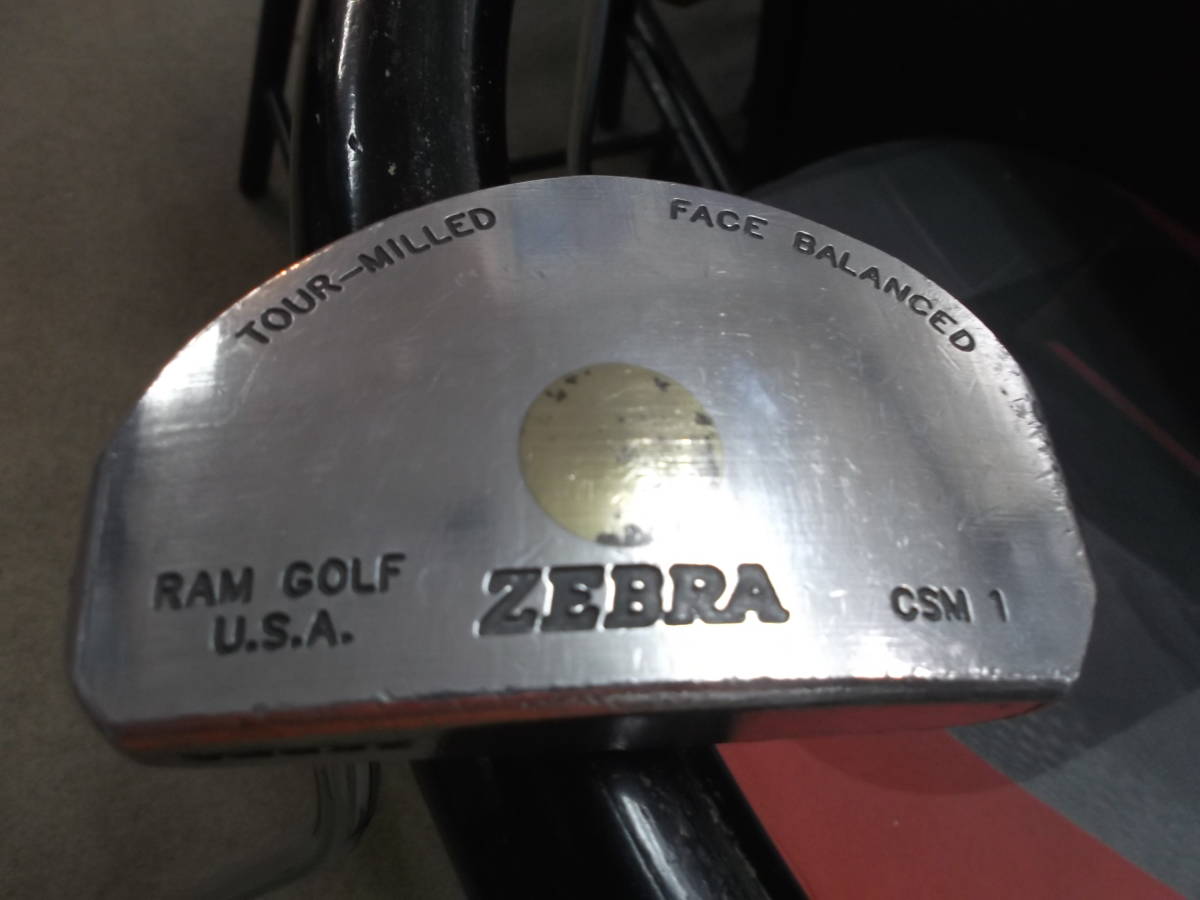 TOUR-MILLED
FACE BALANCED
RAM GOLF
U.S.A.
ZEBRA
CSM 1